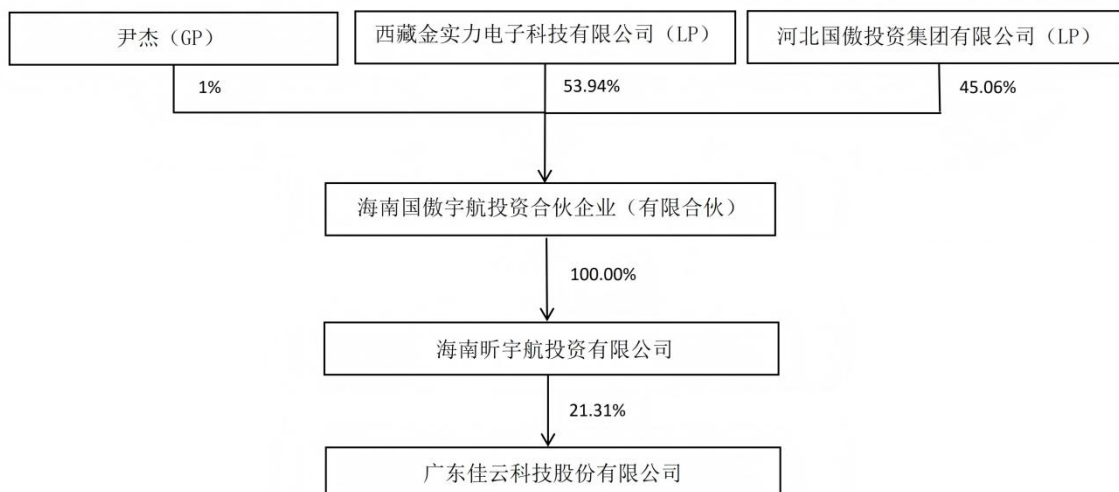 尹杰（GP）
西藏金实力电子科技有限公司（LP）
河北国傲投资集团有限公司（LP）
1%
53.94%
45.06%
海南国傲宇航投资合伙企业（有限合伙）
100.00%
海南昕宇航投资有限公司
21.31%
广东佳云科技股份有限公司